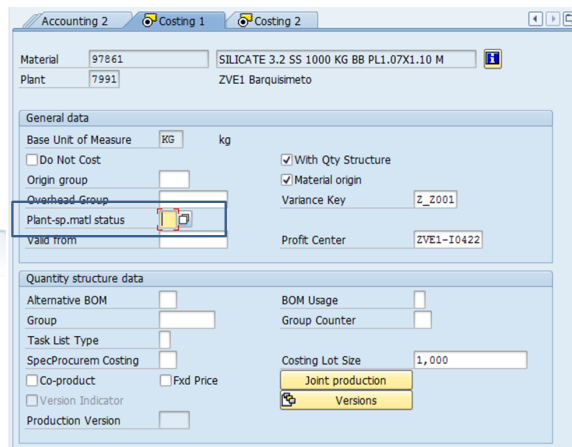 Accounting 2 Costing 1 Costing 2
Material 97861 SILICATE 3.2 SS 1000 KG BB PL1.07X1.10 M
Plant 7991 ZVE1 Barquisimeto
General data
Base Unit of Measure KG kg
Do Not Cost With Qty Structure
Origin group Material origin
Overhead Group Variance Key Z_Z001
Plant-sp.matl status
Valid from Profit Center ZVE1-I0422
Quantity structure data
Alternative BOM BOM Usage
Group Group Counter
Task List Type
SpecProcurem Costing Costing Lot Size 1,000
Co-product Fxd Price Joint production
Version Indicator Versions
Production Version